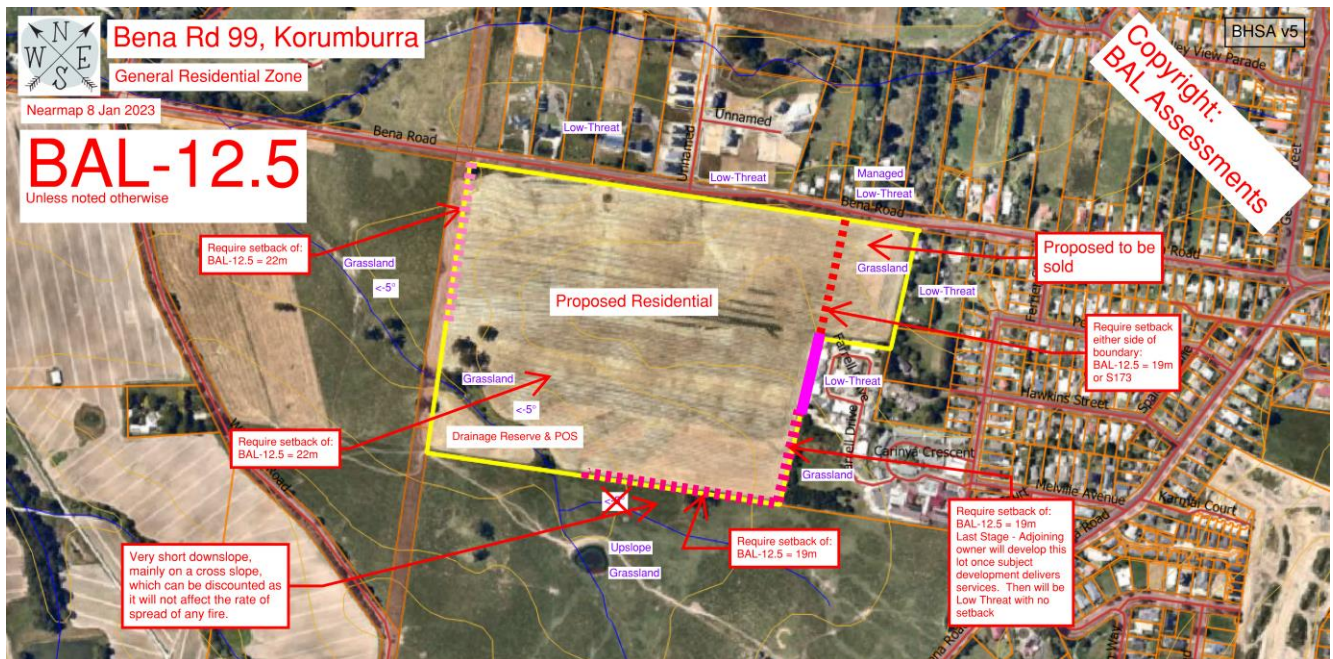 N
W E
S
Bena Rd 99, Korumburra
General Residential Zone
Nearmap 8 Jan 2023
BAL-12.5
Unless noted otherwise
BHSA v5
Copyright:
BAL Assessments
Bena Road
Low-Threat
Unnamed
Unnamed
Low-Threat
Managed
Low-Threat
Bena Road
Road
Require setback of:
BAL-12.5 = 22m
Grassland
<-5°
Proposed Residential
Grassland
Proposed to be
sold
Low-Threat
Require setback
either side of
boundary:
BAL-12.5 = 19m
or S173
Low-Threat
Hawkins Street
Grassland
<-5°
Drainage Reserve & POS
Require setback of:
BAL-12.5 = 22m
Carinya Crescent
Grassland
Melville Avenue
Karmai Court
Road
Require setback of:
BAL-12.5 = 19m
Last Stage - Adjoining
owner will develop this
lot once subject
development delivers
services. Then will be
Low Threat with no
setback
Require setback of:
BAL-12.5 = 19m
Upslope
Grassland
Very short downslope,
mainly on a cross slope,
which can be discounted as
it will not affect the rate of
spread of any fire.